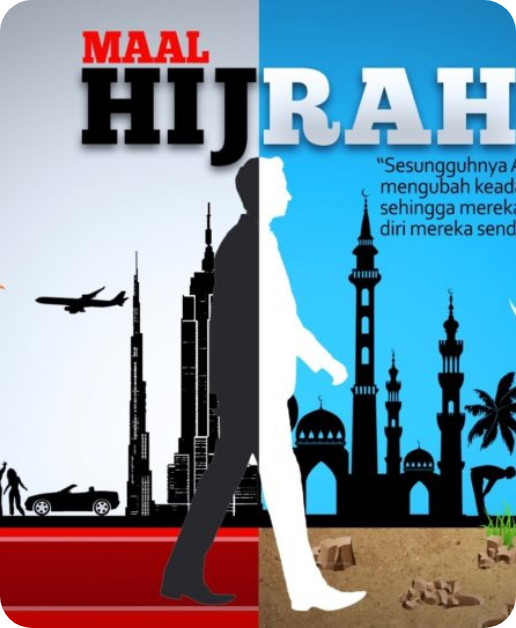 MAAL
HIJRAH
"Sesungguhnya A
mengubah keada
sehingga mereka
diri mereka send